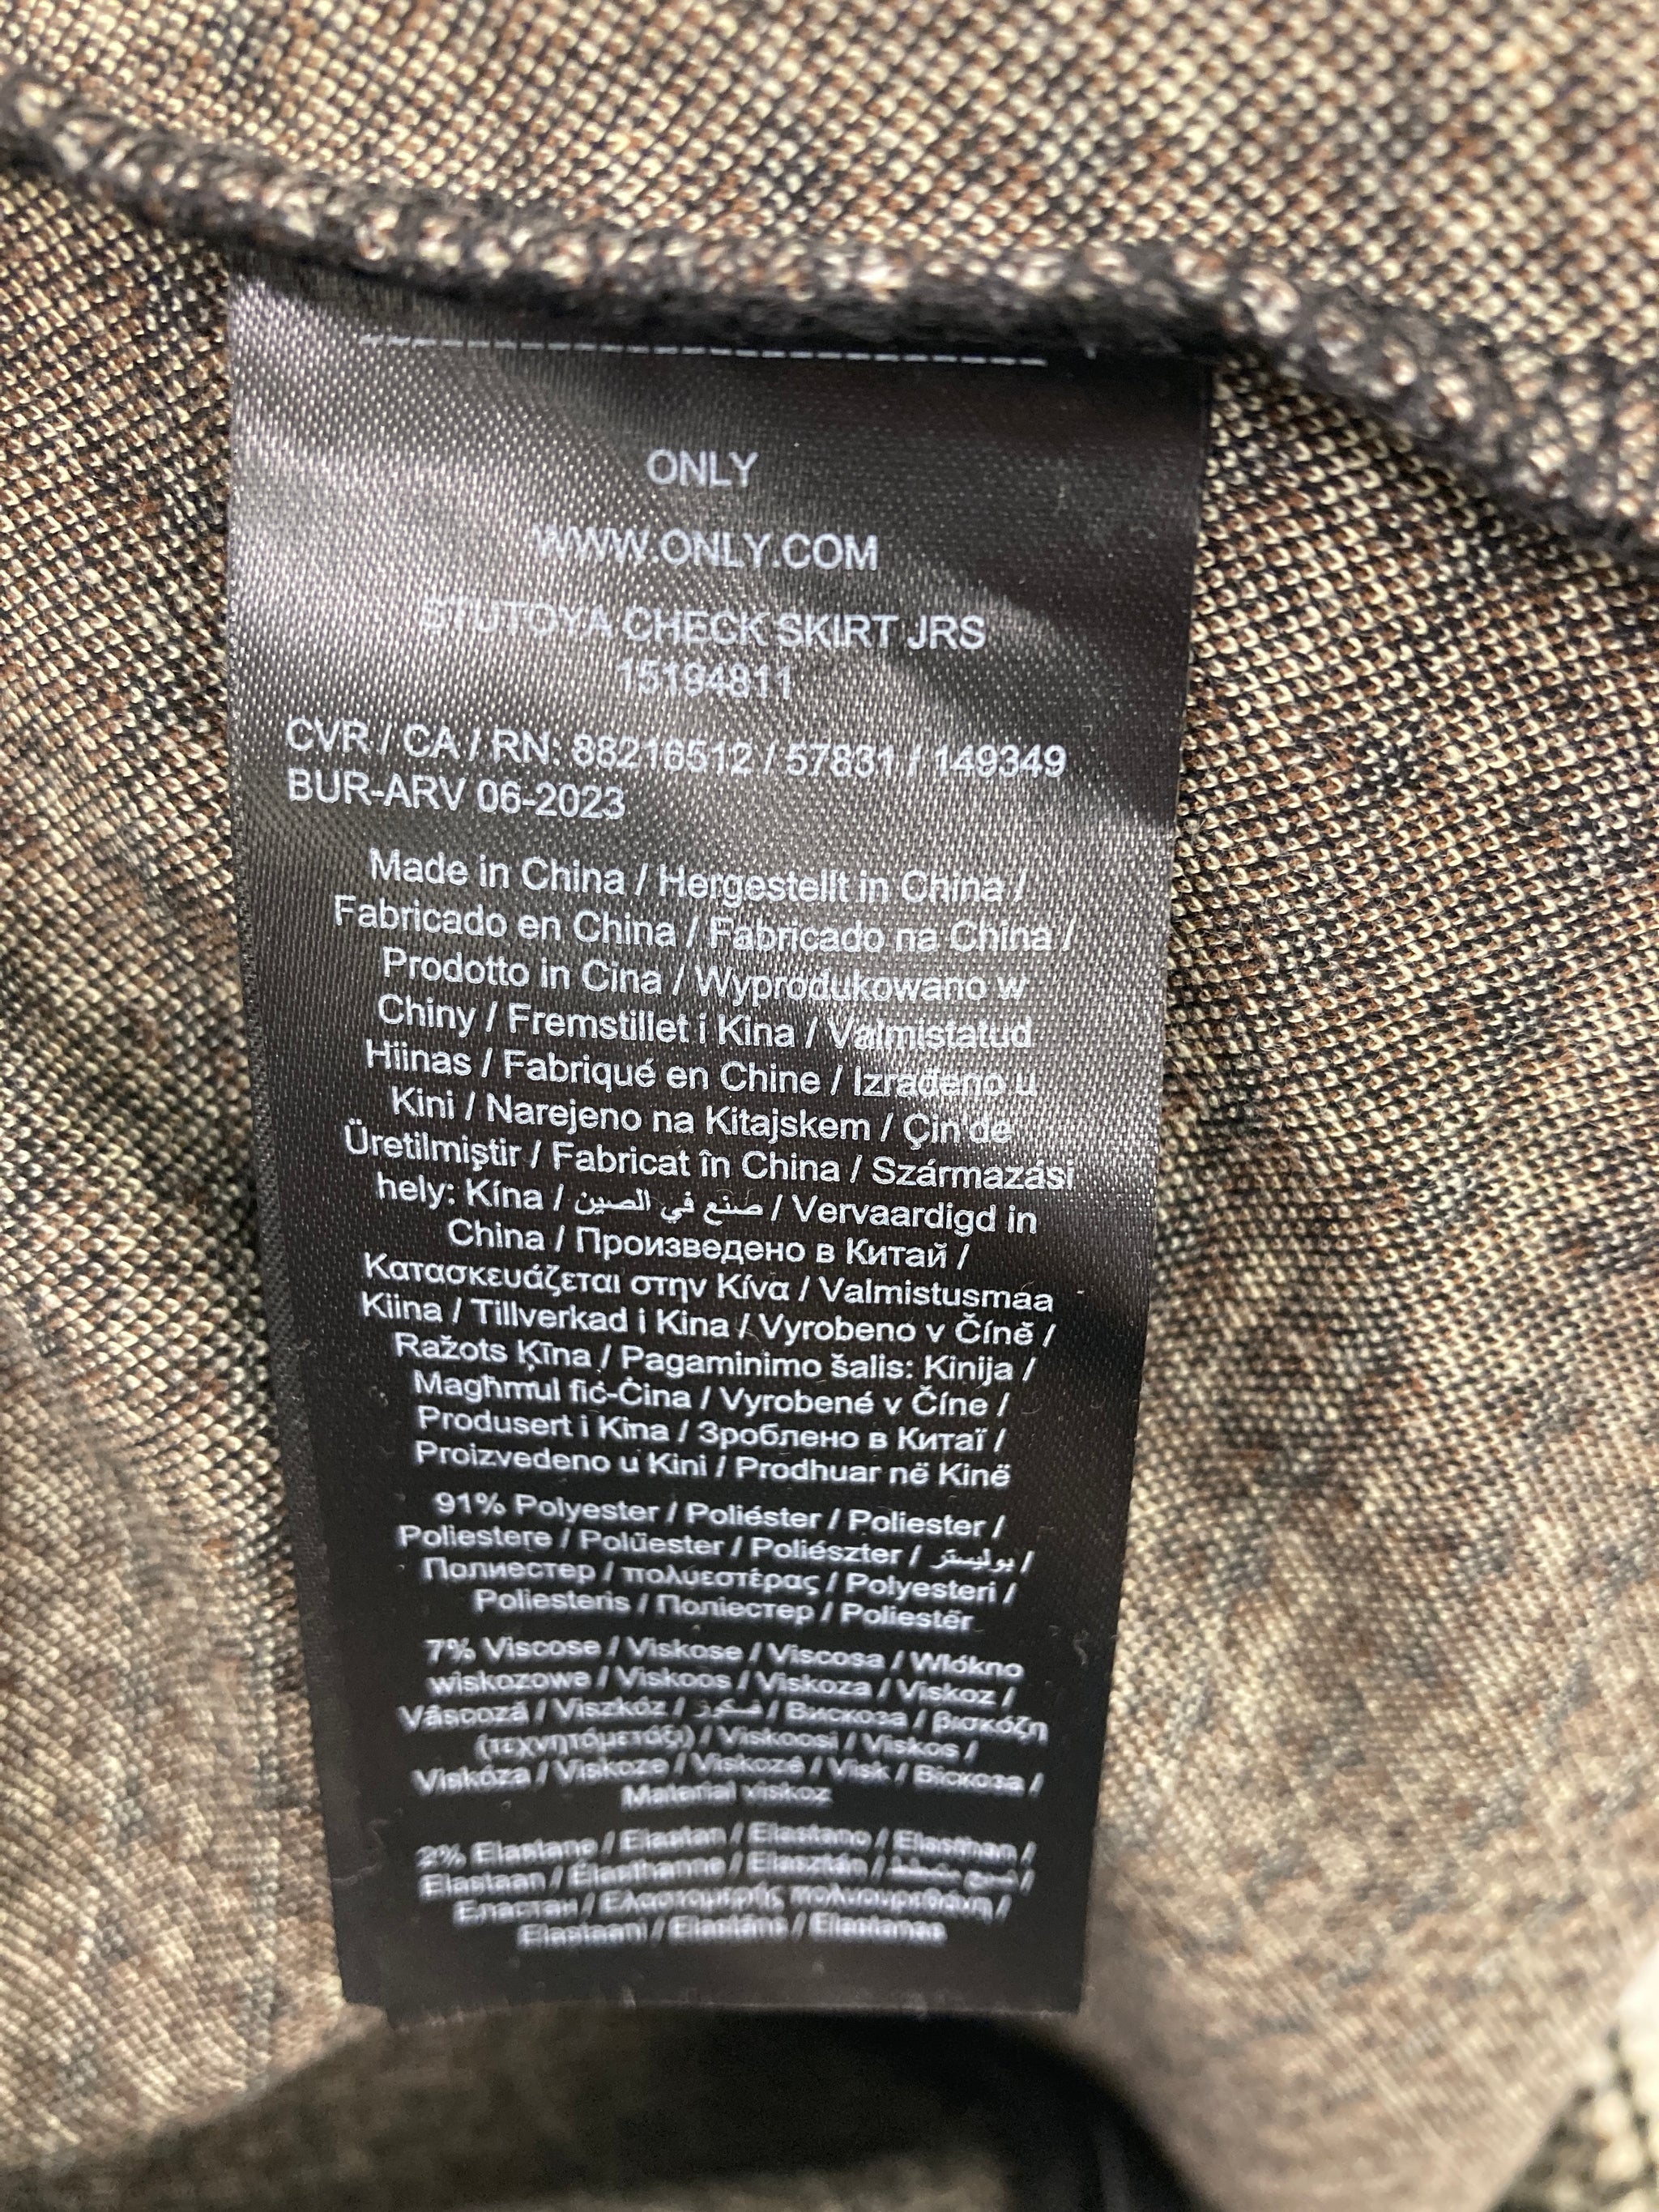 ONLY
WWW.ONLY.COM
STUTOYA CHECK SKIRT JRS
15194811
CVR / CA / RN: 88216512 / 57831 / 149349
BUR-ARV 06-2023
Made in China / Hergestellt in China /
Fabricado en China / Fabricado na China /
Prodotto in Cina / Wyprodukowano w
Chiny / Fremstillet i Kina / Valmistatud
Hiinas / Fabriqué en Chine / Izrađeno u
Kini / Narejeno na Kitajskem / Çin'de
Üretilmiştir / Fabricat în China / Származási
hely: Kína / صنع في الصين / Vervaardigd in
China / Произведено в Китай /
Κατασκευάζεται στην Κίνα / Valmistusmaa
Kiina / Tillverkad i Kina / Vyrobeno v Číně /
Ražots Ķīna / Pagaminimo šalis: Kinija /
Magħmul fiċ-Ċina / Vyrobené v Číne /
Produsert i Kina / Зроблено в Китаї /
Proizvedeno u Kini / Prodhuar në Kinë
91% Polyester / Poliéster / Poliester /
Poliestere / Polüester / Poliészter / بوليستر /
Полиестер / πολυεστέρας / Polyesteri /
Poliesteris / Поліестер / Poliestër
7% Viscose / Viskose / Viscosa / Włókno
wiskozowe / Viskoos / Viskoza / Viskoz /
Vâscoză / Viszkóz / فسكوز / Вискоза / βισκόζη
(τεχνητόμετάξι) / Viskoosi / Viskos /
Viskóza / Viskoze / Viskozė / Visk / Віскоза /
Material viskoz
2% Elastane / Elastan / Elastano / Elasthan /
Elastaan / Élasthanne / Elasztán /
Еластан / Ελαστομερής πολυουρεθάνη /
Elastaani / Elastāns / Elastanas